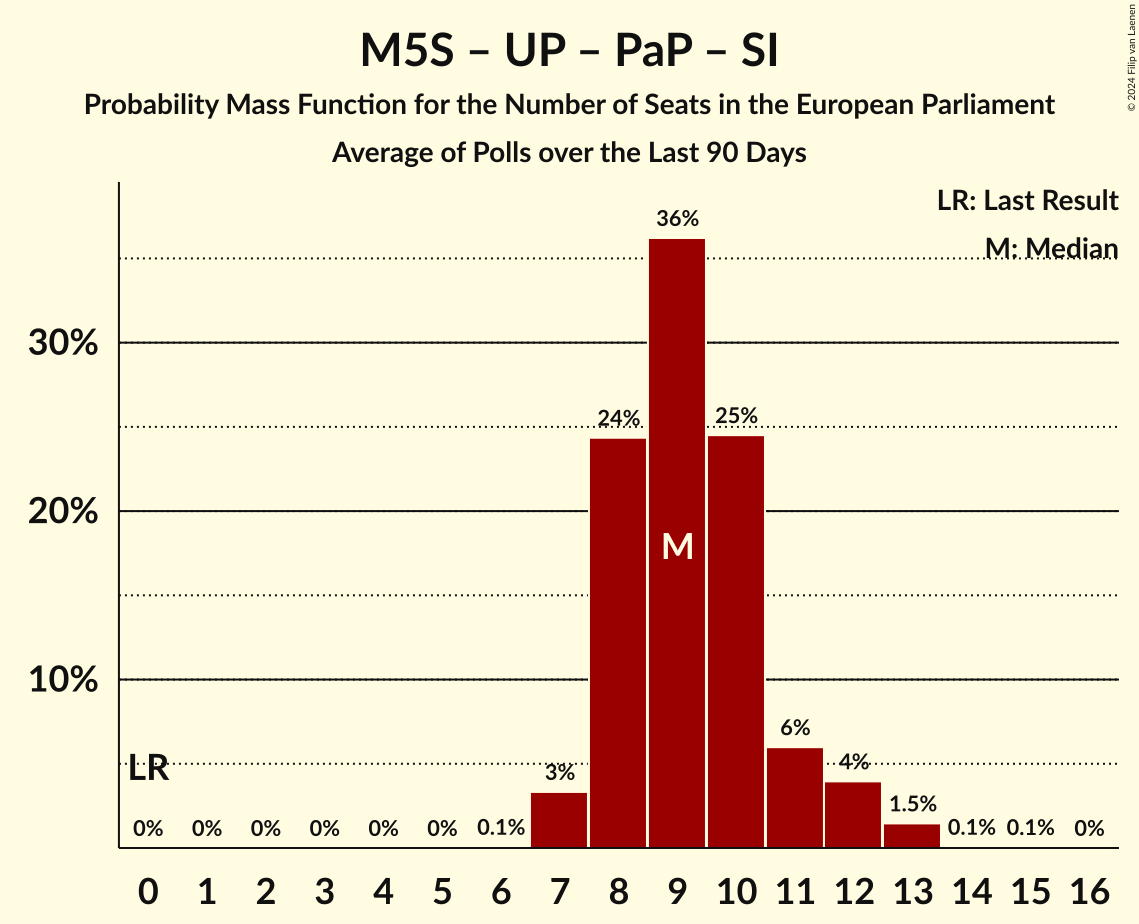 M5S – UP – PaP – SI
Probability Mass Function for the Number of Seats in the European Parliament
Average of Polls over the Last 90 Days
© 2024 Filip van Laenen
LR: Last Result
M: Median
30%
20%
10%
36%
24%
25%
M
6%
4%
3%
1.5%
LR
0%
0%
0%
0%
0%
0%
0.1%
0.1%
0.1%
0%
0 1 2 3 4 5 6 7 8 9 10 11 12 13 14 15 16